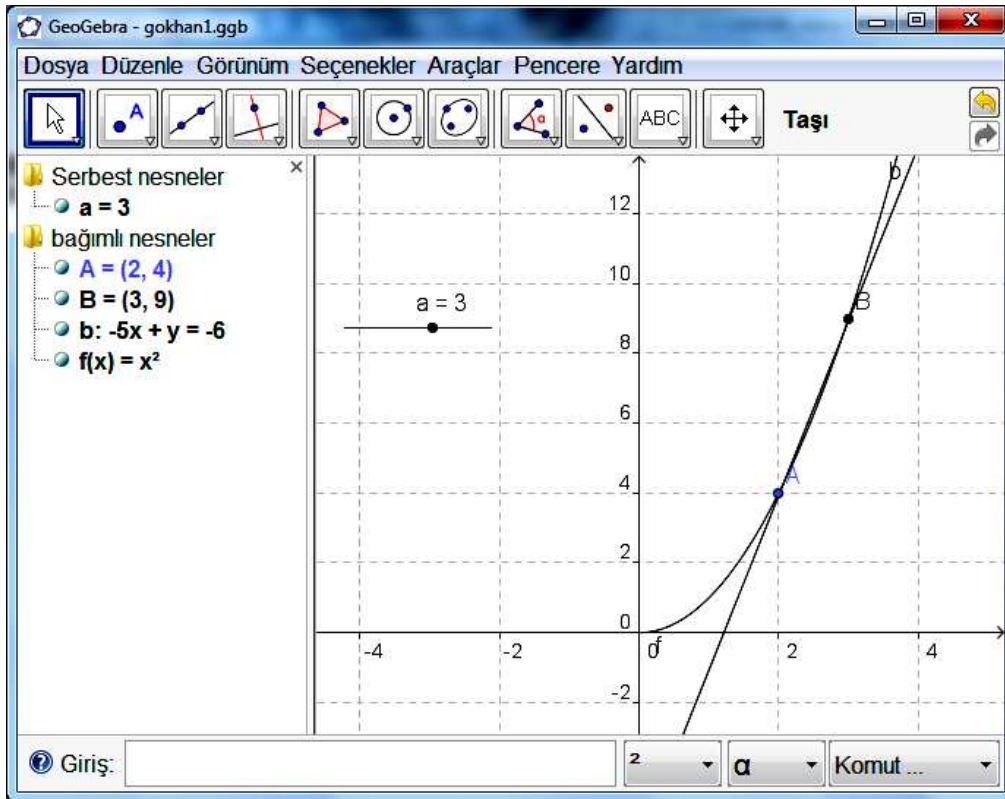 GeoGebra - gokhan1.ggb
Dosya Düzenle Görünüm Seçenekler Araçlar Pencere Yardım
A
α
ABC
Taşı
Serbest nesneler
a = 3
bağımlı nesneler
A = (2, 4)
B = (3, 9)
b: -5x + y = -6
f(x) = x²
a = 3
b
12
10
B
8
6
A
4
2
0
-4
-2
0
f
2
4
-2
Giriş:
²
α
Komut ...